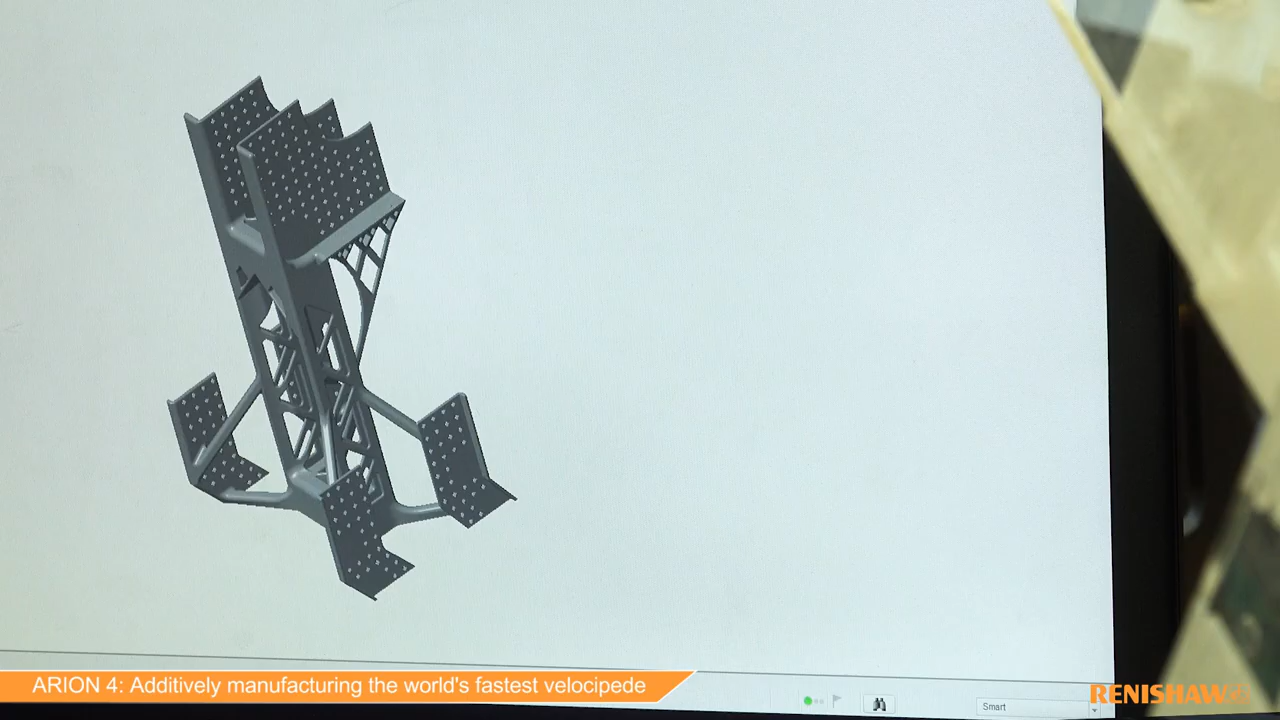 ARION 4: Additively manufacturing the world's fastest velocipede
Smart
RENISHAW